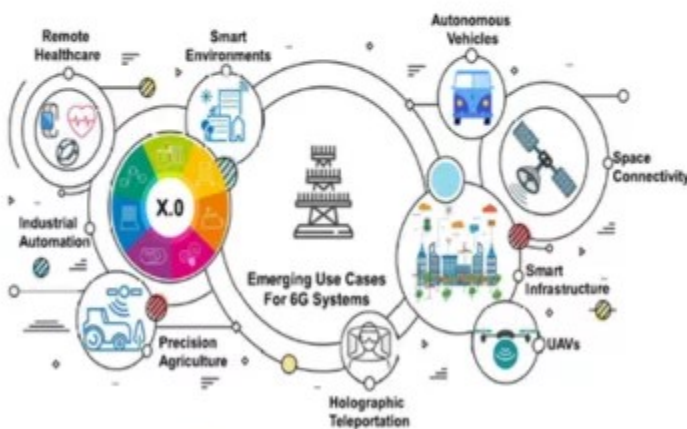 Remote
Healthcare
Smart
Environments
Autonomous
Vehicles
Space
Connectivity
X.0
Industrial
Automation
Emerging Use Cases
For 6G Systems
Smart
Infrastructure
Precision
Agriculture
UAVs
Holographic
Teleportation